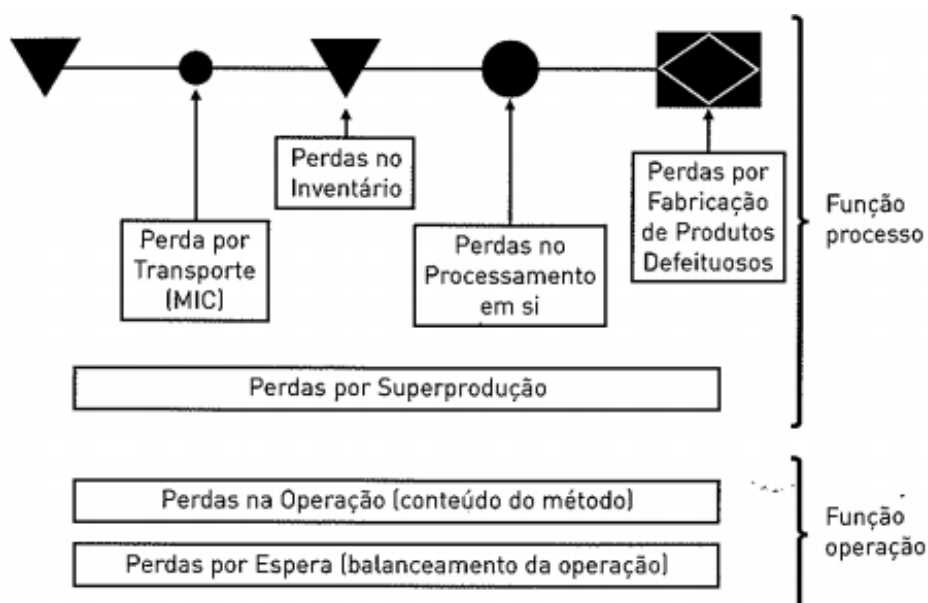 Perdas no
Inventário
Perdas por
Fabricação
de Produtos
Defeituosos
Perda por
Transporte
(MIC)
Perdas no
Processamento
em si
Função
processo
Perdas por Superprodução
Perdas na Operação (conteúdo do método)
Função
operação
Perdas por Espera (balanceamento da operação)